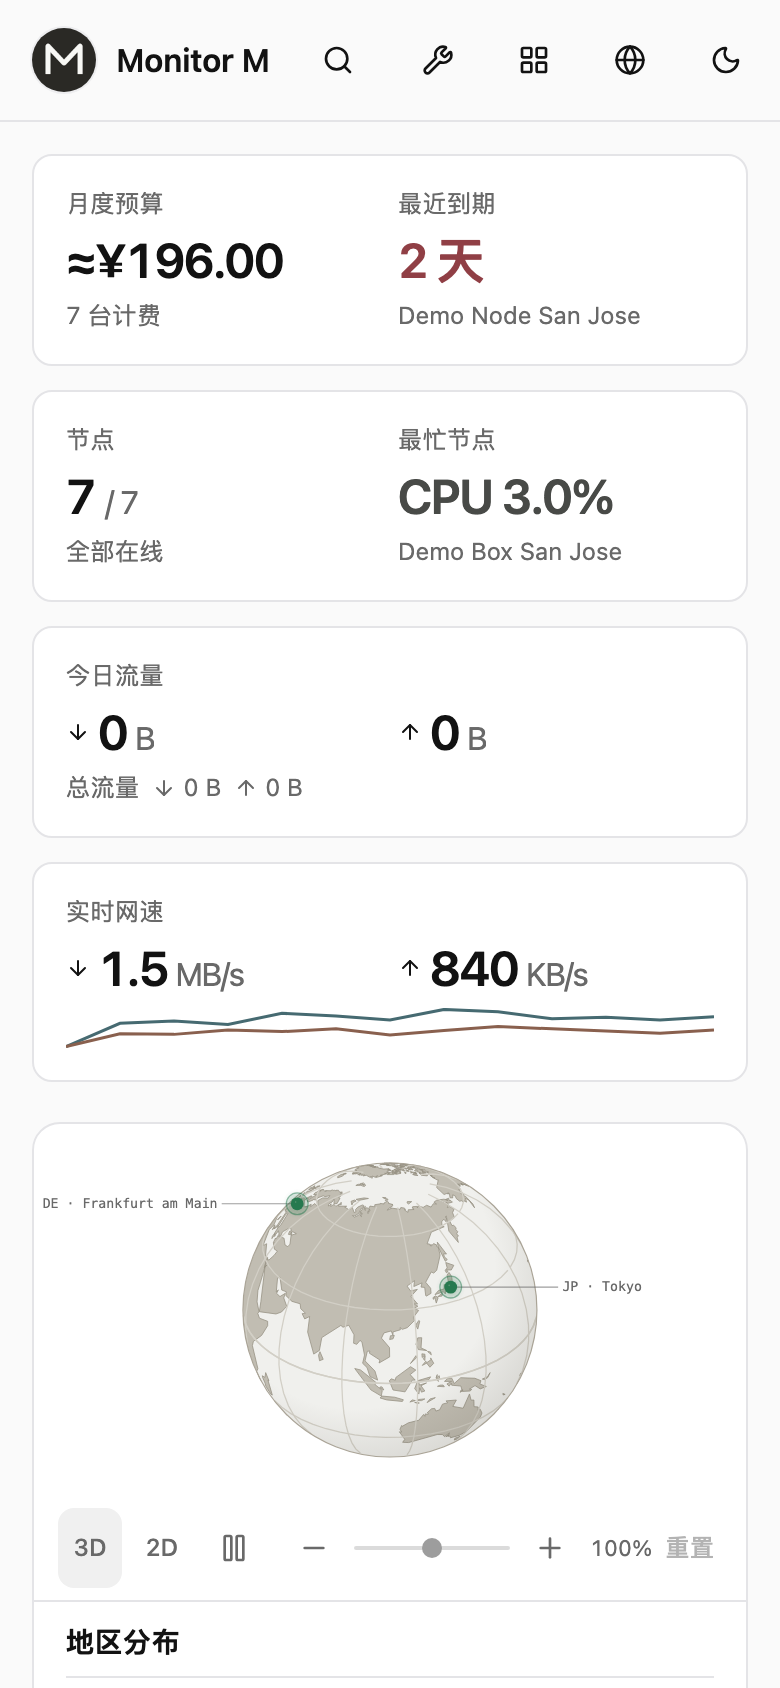 Monitor M
月度预算
最近到期
≈¥196.00
2 天
7 台计费
Demo Node San Jose
节点
最忙节点
7 / 7
CPU 3.0%
全部在线
Demo Box San Jose
今日流量
↓ 0 B
↑ 0 B
总流量 ↓ 0 B ↑ 0 B
实时网速
↓ 1.5 MB/s
↑ 840 KB/s
DE · Frankfurt am Main
JP · Tokyo
3D 2D 100% 重置
地区分布